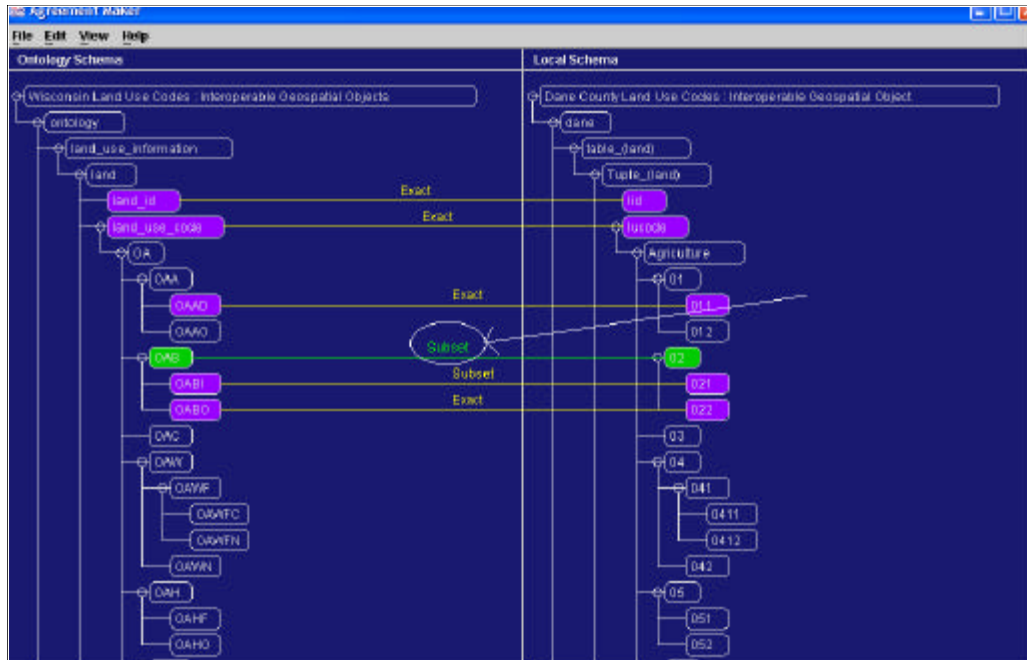 Agreement Maker
File Edit View Help
Ontology Schema
Local Schema
Wisconsin Land Use Codes : Interoperable Geospatial Objects
Dane County Land Use Codes : Interoperable Geospatial Object
ontology
dane
land_use_information
table_(land)
land
Tuple_(land)
land_id
Exact
lid
land_use_code
Exact
lucode
OA
Agriculture
OAA
01
OAAD
Exact
011
OAAO
012
OAB
Subset
02
OABI
Subset
021
OABO
Exact
022
OAC
03
OAW
04
OAWF
041
OAWFC
0411
OAWFN
0412
OAWN
042
OAH
05
OAHF
051
OAHO
052